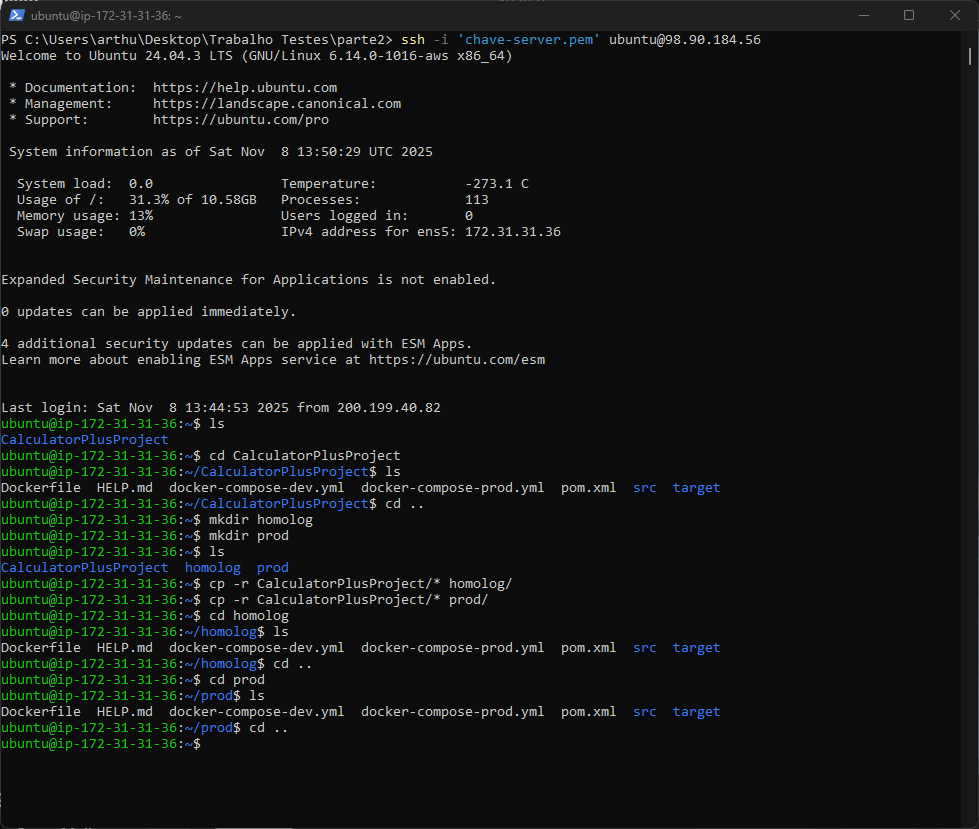 ubuntu@ip-172-31-31-36: ~
PS C:\Users\arthu\Desktop\Trabalho Testes\parte2> ssh -i 'chave-server.pem' ubuntu@98.90.184.56
Welcome to Ubuntu 24.04.3 LTS (GNU/Linux 6.14.0-1016-aws x86_64)
* Documentation:  https://help.ubuntu.com
* Management:     https://landscape.canonical.com
* Support:        https://ubuntu.com/pro
System information as of Sat Nov  8 13:50:29 UTC 2025
System load:  0.0                Temperature:           -273.1 C
Usage of /:   31.3% of 10.58GB   Processes:             113
Memory usage: 13%                Users logged in:       0
Swap usage:   0%                 IPv4 address for ens5: 172.31.31.36
Expanded Security Maintenance for Applications is not enabled.
0 updates can be applied immediately.
4 additional security updates can be applied with ESM Apps.
Learn more about enabling ESM Apps service at https://ubuntu.com/esm
Last login: Sat Nov  8 13:44:53 2025 from 200.199.40.82
ubuntu@ip-172-31-31-36:~$ ls
CalculatorPlusProject
ubuntu@ip-172-31-31-36:~$ cd CalculatorPlusProject
ubuntu@ip-172-31-31-36:~/CalculatorPlusProject$ ls
Dockerfile  HELP.md  docker-compose-dev.yml  docker-compose-prod.yml  pom.xml  src  target
ubuntu@ip-172-31-31-36:~/CalculatorPlusProject$ cd ..
ubuntu@ip-172-31-31-36:~$ mkdir homolog
ubuntu@ip-172-31-31-36:~$ mkdir prod
ubuntu@ip-172-31-31-36:~$ ls
CalculatorPlusProject  homolog  prod
ubuntu@ip-172-31-31-36:~$ cp -r CalculatorPlusProject/* homolog/
ubuntu@ip-172-31-31-36:~$ cp -r CalculatorPlusProject/* prod/
ubuntu@ip-172-31-31-36:~$ cd homolog
ubuntu@ip-172-31-31-36:~/homolog$ ls
Dockerfile  HELP.md  docker-compose-dev.yml  docker-compose-prod.yml  pom.xml  src  target
ubuntu@ip-172-31-31-36:~/homolog$ cd ..
ubuntu@ip-172-31-31-36:~$ cd prod
ubuntu@ip-172-31-31-36:~/prod$ ls
Dockerfile  HELP.md  docker-compose-dev.yml  docker-compose-prod.yml  pom.xml  src  target
ubuntu@ip-172-31-31-36:~/prod$ cd ..
ubuntu@ip-172-31-31-36:~$